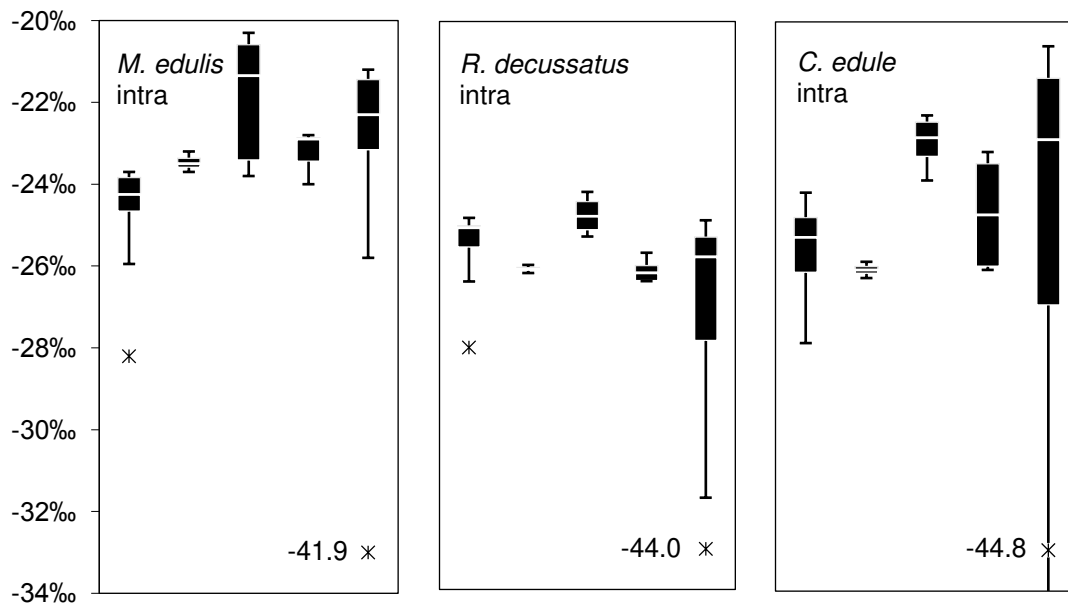 -20‰
-22‰
-24‰
-26‰
-28‰
-30‰
-32‰
-34‰
M. edulis
intra
-41.9
R. decussatus
intra
-44.0
C. edule
intra
-44.8